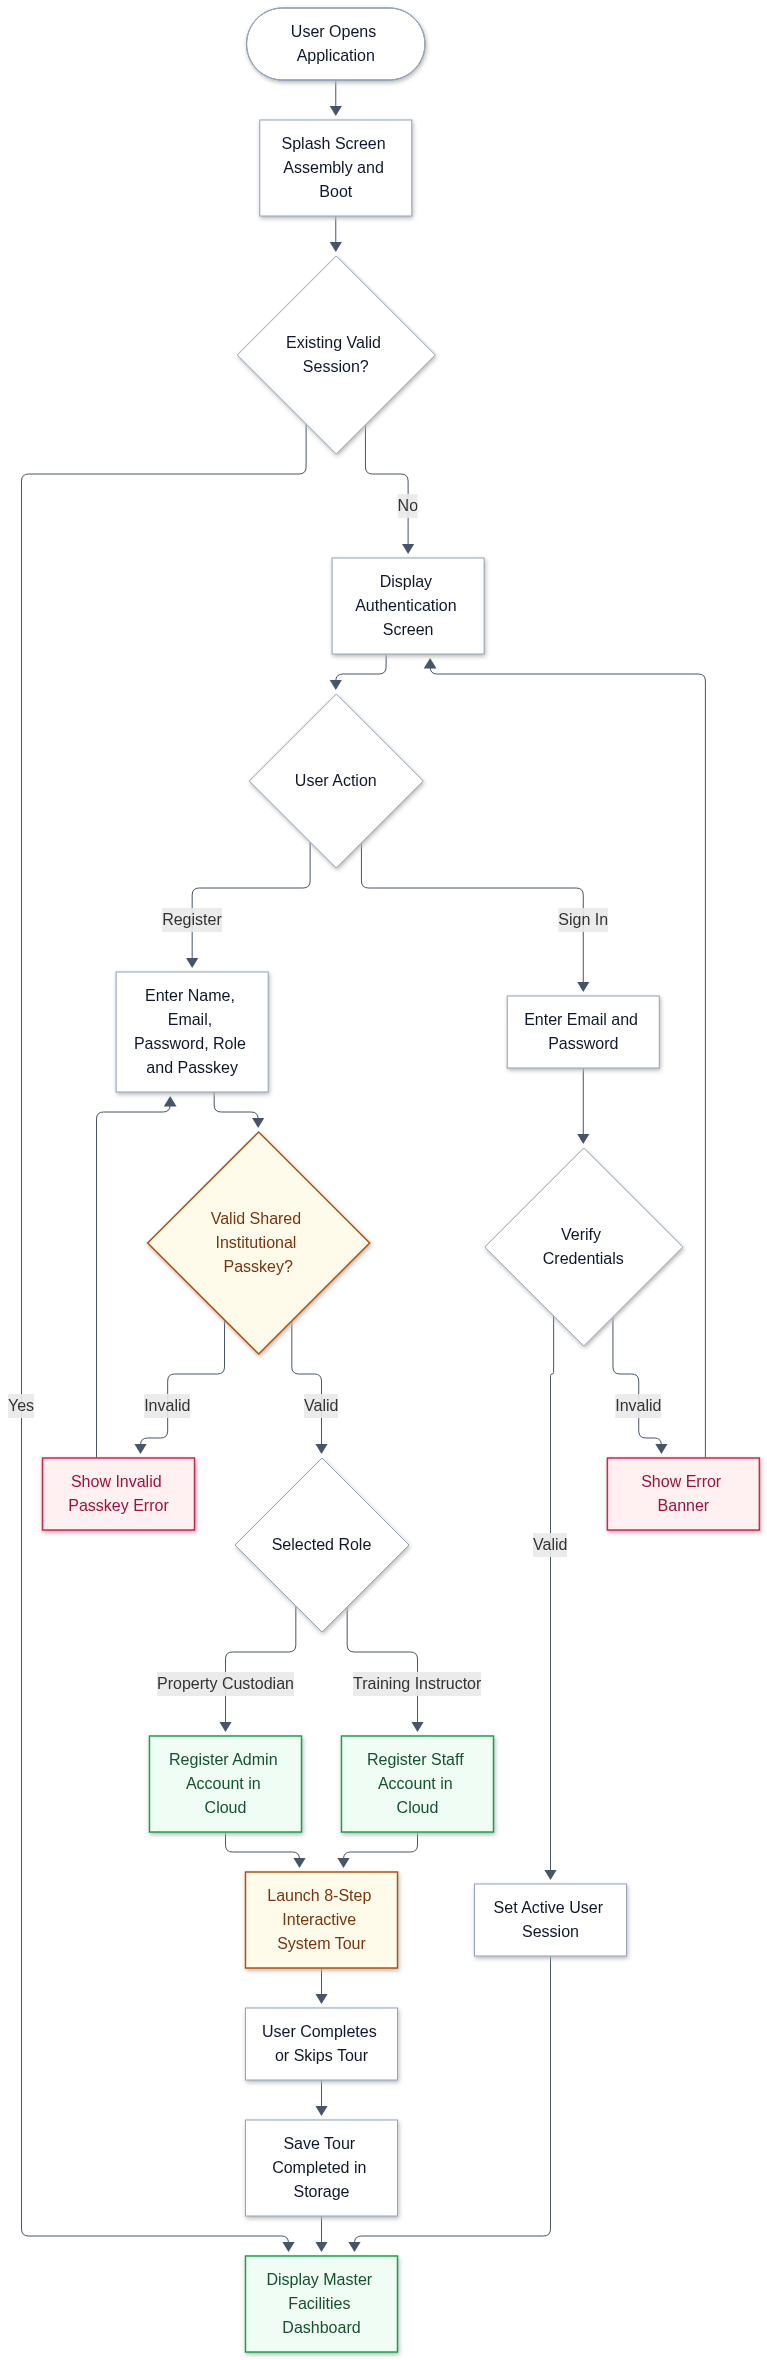 User Opens
Application
Splash Screen
Assembly and
Boot
Existing Valid
Session?
No
Display
Authentication
Screen
User Action
Register
Sign In
Enter Name,
Email,
Password, Role
and Passkey
Enter Email and
Password
Valid Shared
Institutional
Passkey?
Verify
Credentials
Yes
Invalid
Valid
Invalid
Show Invalid
Passkey Error
Show Error
Banner
Selected Role
Valid
Property Custodian
Training Instructor
Register Admin
Account in
Cloud
Register Staff
Account in
Cloud
Launch 8-Step
Interactive
System Tour
Set Active User
Session
User Completes
or Skips Tour
Save Tour
Completed in
Storage
Display Master
Facilities
Dashboard